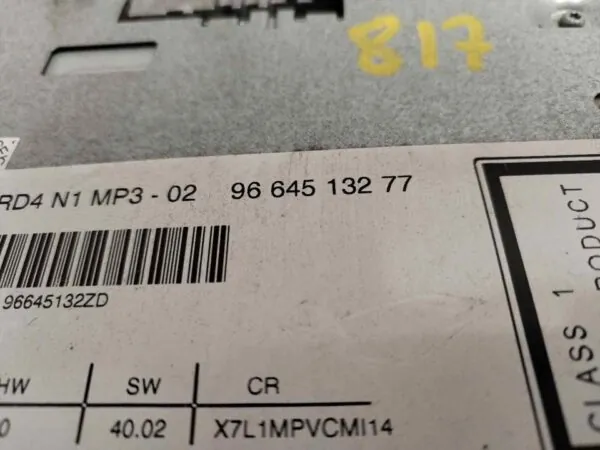 817
RD4 N1 MP3 - 02 96 645 132 77
96645132ZD
HW SW CR
0 40.02 X7L1MPVCMI14
CLASS 1
PRODUCT